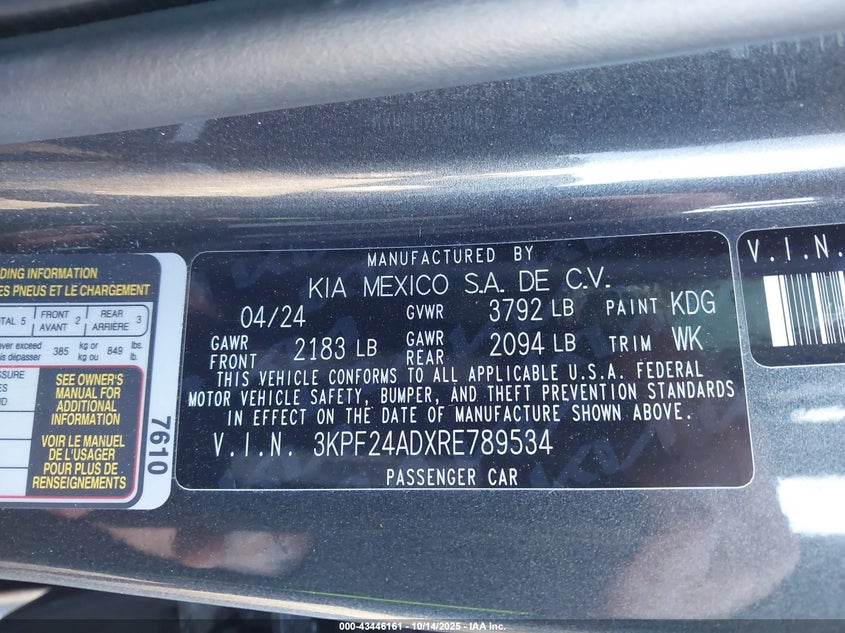 DING INFORMATION
ES PNEUS ET LE CHARGEMENT
TOTAL 5 FRONT AVANT 2 REAR ARRIÈRE 3
ver exceed
dépasser 385 kg or kg ou 849 lbs. lb.
SEE OWNER'S
MANUAL FOR
ADDITIONAL
INFORMATION
VOIR LE MANUEL
DE L'USAGER
POUR PLUS DE
RENSEIGNEMENTS
7610
MANUFACTURED BY
KIA MEXICO S.A. DE C.V.
04/24 GVWR 3792 LB PAINT KDG
GAWR FRONT 2183 LB GAWR REAR 2094 LB TRIM WK
THIS VEHICLE CONFORMS TO ALL APPLICABLE U.S.A. FEDERAL
MOTOR VEHICLE SAFETY, BUMPER, AND THEFT PREVENTION STANDARDS
IN EFFECT ON THE DATE OF MANUFACTURE SHOWN ABOVE.
V.I.N. 3KPF24ADXRE789534
PASSENGER CAR
V.I.N.
000-43446161 - 10/14/2025 - IAA Inc.